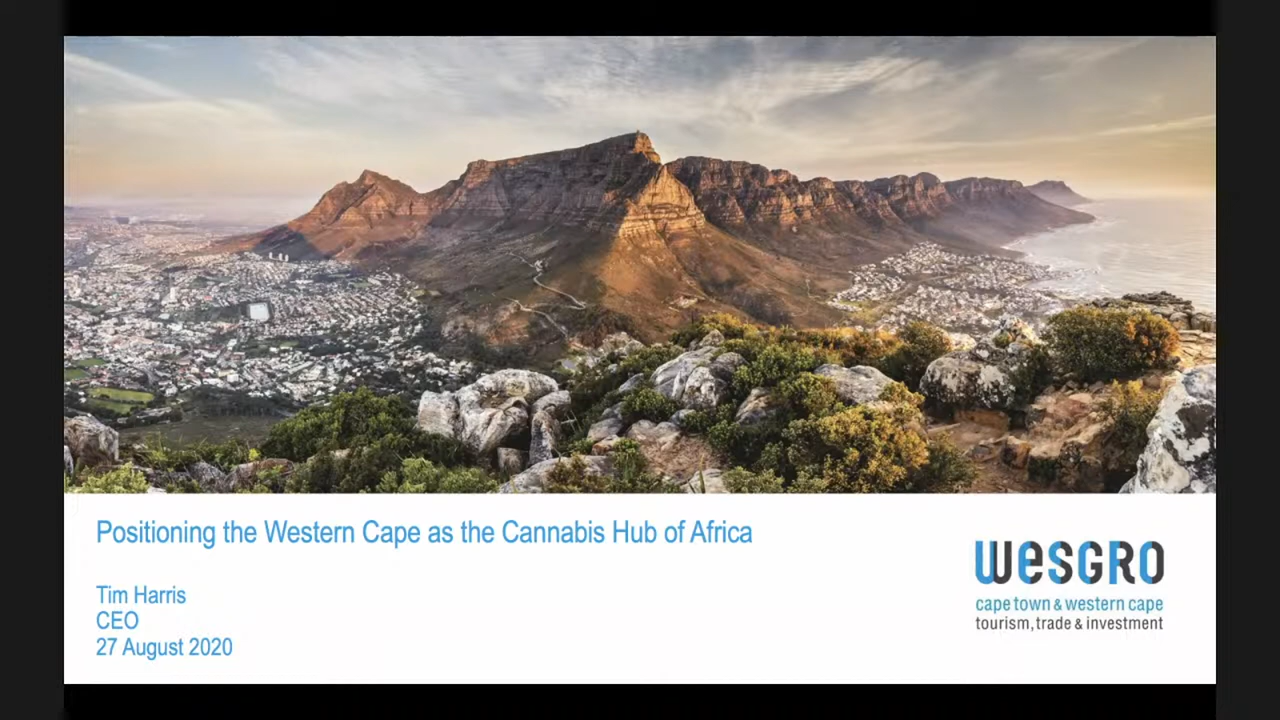 Positioning the Western Cape as the Cannabis Hub of Africa
Tim Harris
CEO
27 August 2020
wesGRO
cape town & western cape
tourism, trade & investment